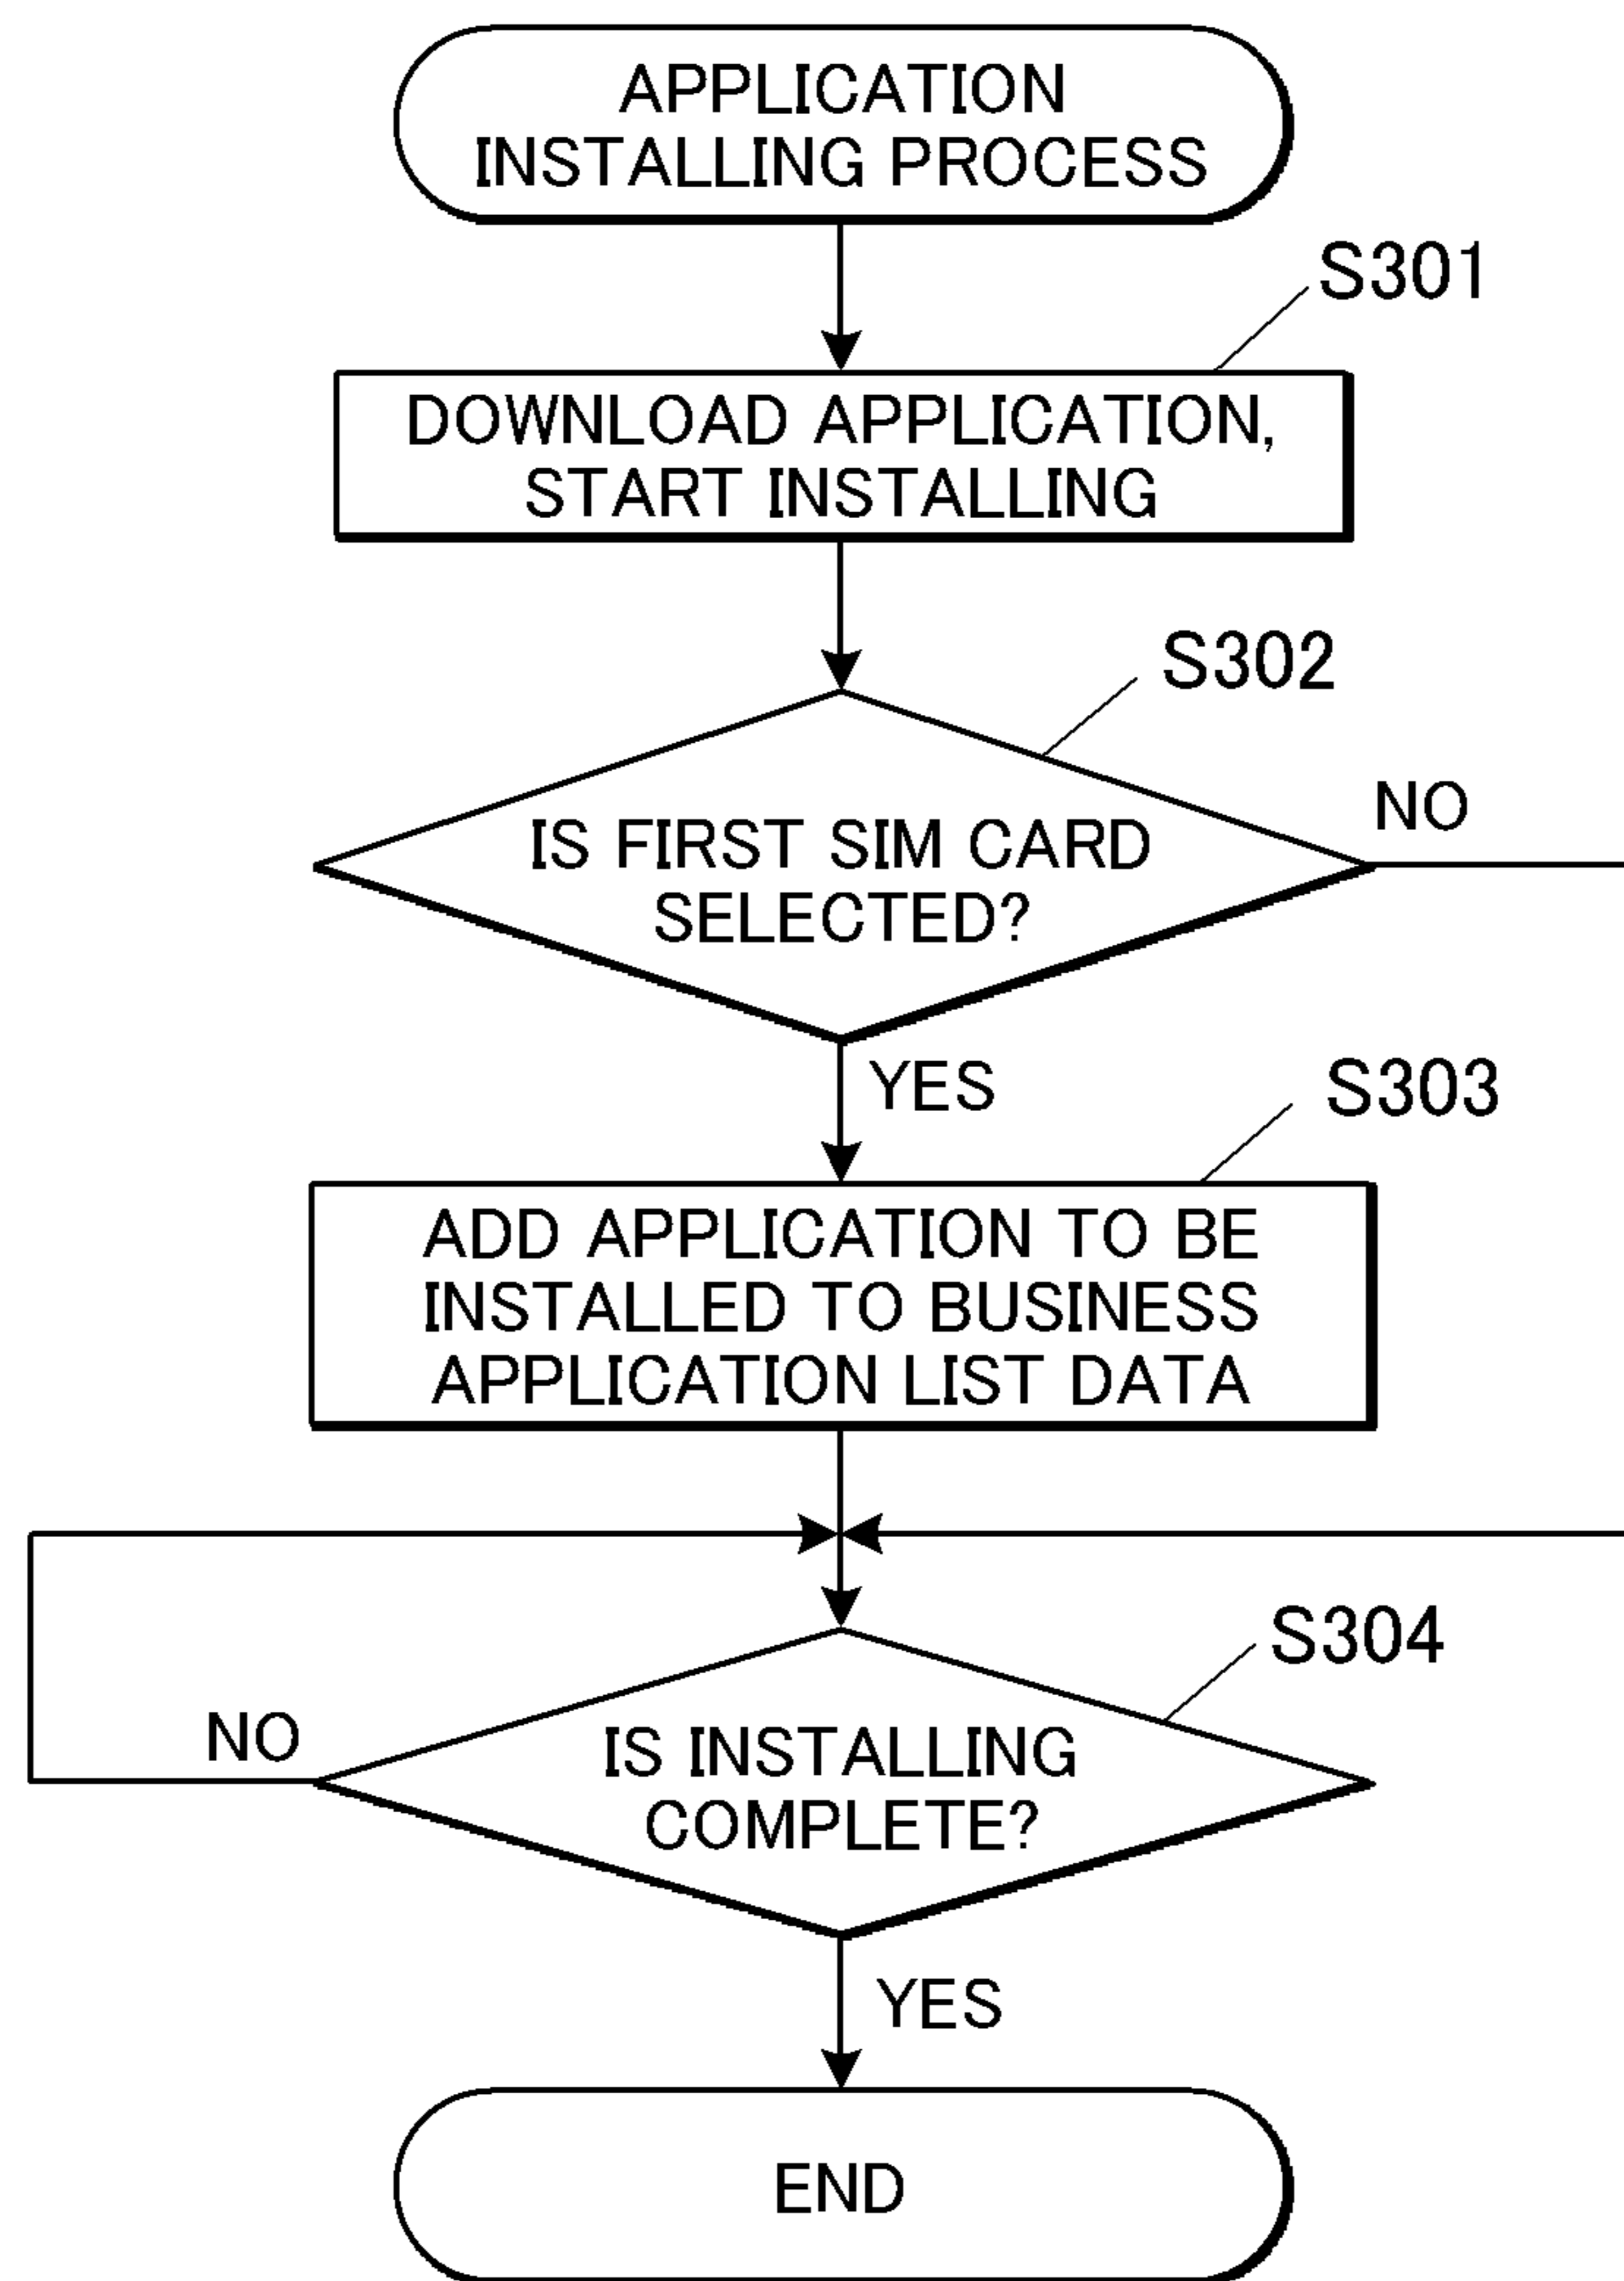 APPLICATION
INSTALLING PROCESS
S301
DOWNLOAD APPLICATION,
START INSTALLING
S302
NO
IS FIRST SIM CARD
SELECTED?
YES
S303
ADD APPLICATION TO BE
INSTALLED TO BUSINESS
APPLICATION LIST DATA
S304
NO
IS INSTALLING
COMPLETE?
YES
END